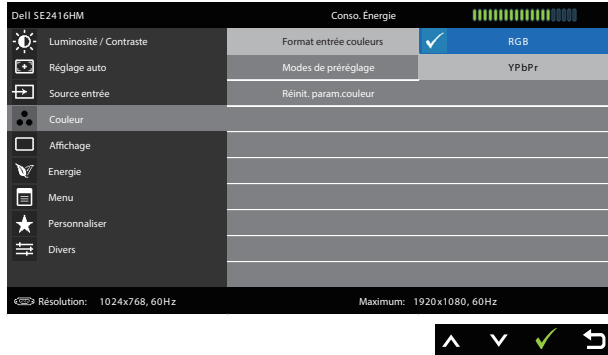 Dell SE2416HM Conso. Énergie
Luminosité / Contraste Format entrée couleurs RGB
Réglage auto Modes de préréglage YPbPr
Source entrée Réinit. param.couleur
Couleur
Affichage
Energie
Menu
Personnaliser
Divers
Résolution: 1024x768, 60Hz Maximum: 1920x1080, 60Hz